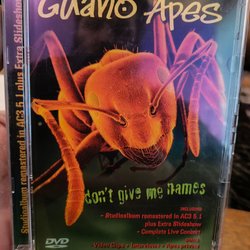 Guano Apes
Studioalbum remastered in AC3 5.1 plus Extra Slideshow
don't give me names
• Studioalbum remastered in AC3 5.1
plus Extra Slideshow
• Complete Live Concert
DVD